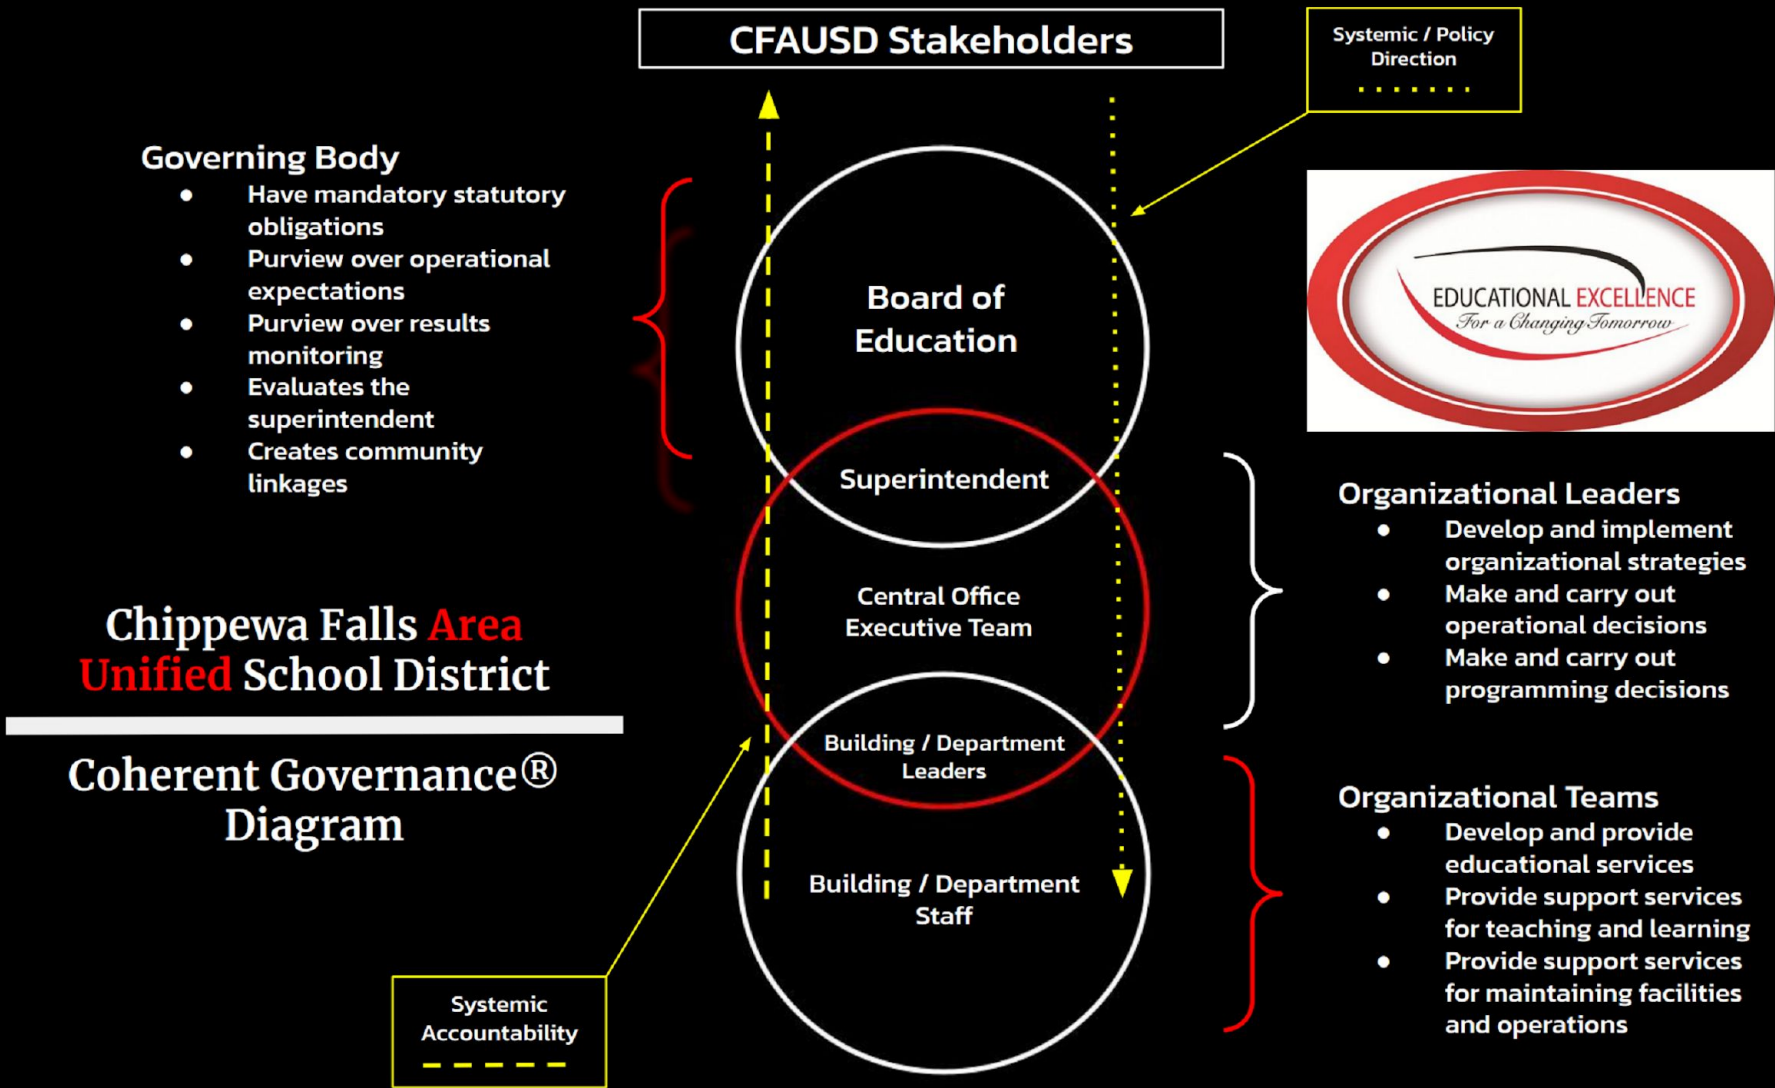 CFAUSD Stakeholders
Systemic / Policy
Direction
Governing Body
● Have mandatory statutory
obligations
● Purview over operational
expectations
● Purview over results
monitoring
● Evaluates the
superintendent
● Creates community
linkages
Chippewa Falls Area
Unified School District
Coherent Governance®
Diagram
Board of
Education
Superintendent
Central Office
Executive Team
Building / Department
Leaders
Building / Department
Staff
Systemic
Accountability
EDUCATIONAL EXCELLENCE
For a Changing Tomorrow
Organizational Leaders
● Develop and implement
organizational strategies
● Make and carry out
operational decisions
● Make and carry out
programming decisions
Organizational Teams
● Develop and provide
educational services
● Provide support services
for teaching and learning
● Provide support services
for maintaining facilities
and operations